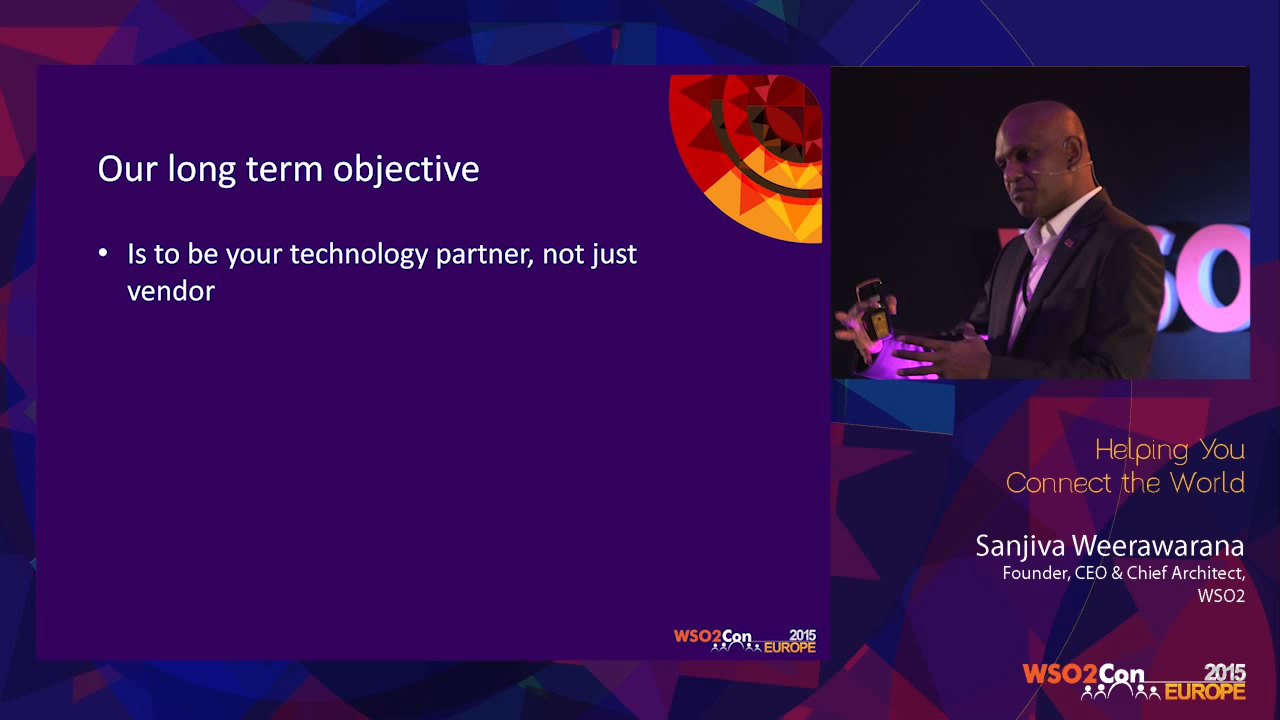 Our long term objective
• Is to be your technology partner, not just
vendor
WSO2Con 2015
EUROPE
SO
Helping You
Connect the World
Sanjiva Weerawarana
Founder, CEO & Chief Architect,
WSO2
WSO2Con 2015
EUROPE